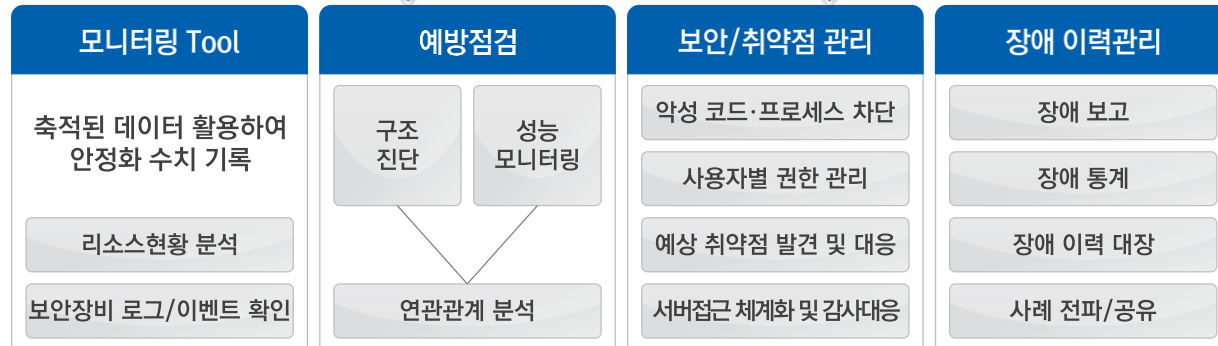 모니터링 Tool
축적된 데이터 활용하여
안정화 수치 기록
리소스현황 분석
보안장비 로그/이벤트 확인
예방점검
구조
진단
성능
모니터링
연관관계 분석
보안/취약점 관리
악성 코드·프로세스 차단
사용자별 권한 관리
예상 취약점 발견 및 대응
서버접근 체계화 및 감사대응
장애 이력관리
장애 보고
장애 통계
장애 이력 대장
사례 전파/공유